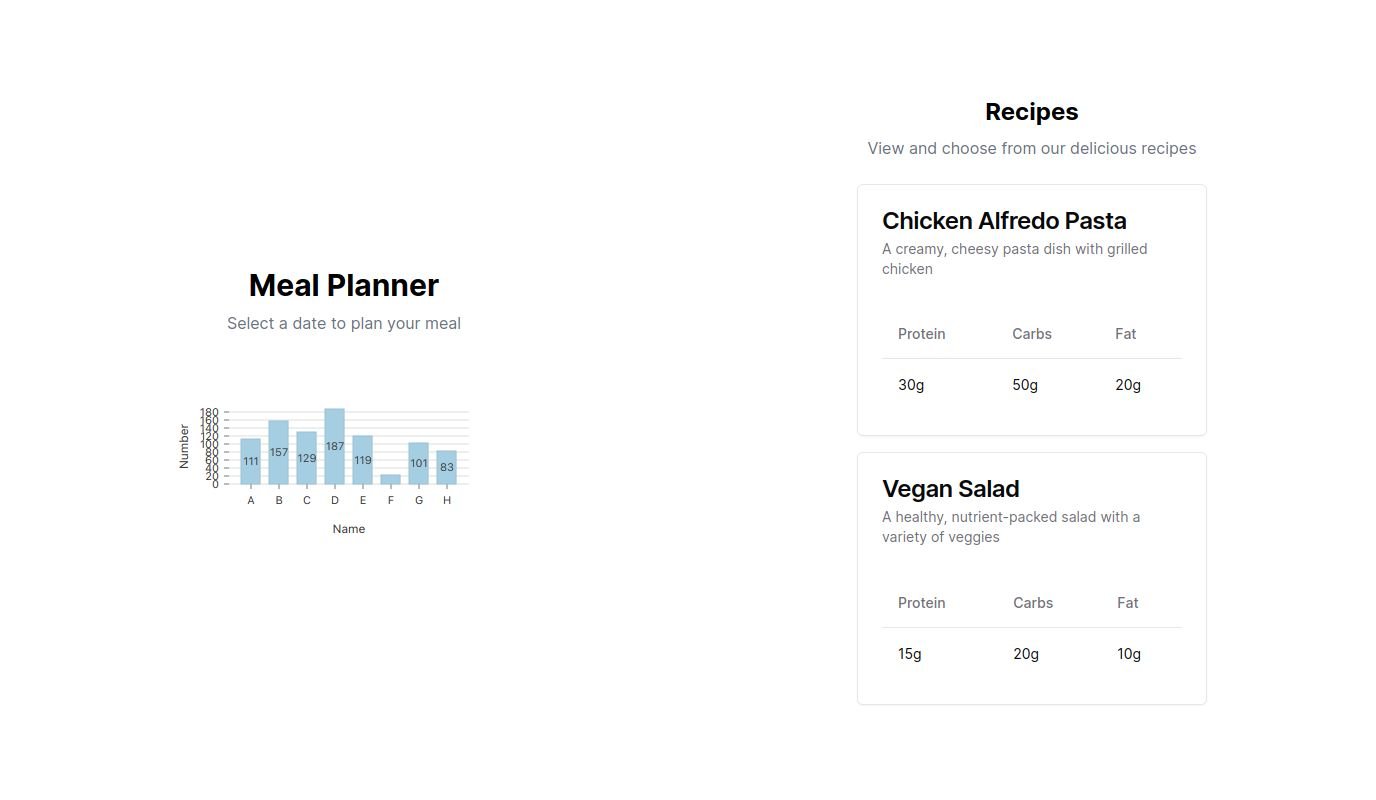 Meal Planner
Select a date to plan your meal
Number
180
160
140
120
100
80
60
40
20
0
111
157
129
187
119
101
83
A B C D E F G H
Name
Recipes
View and choose from our delicious recipes
Chicken Alfredo Pasta
A creamy, cheesy pasta dish with grilled
chicken
Protein Carbs Fat
30g 50g 20g
Vegan Salad
A healthy, nutrient-packed salad with a
variety of veggies
Protein Carbs Fat
15g 20g 10g